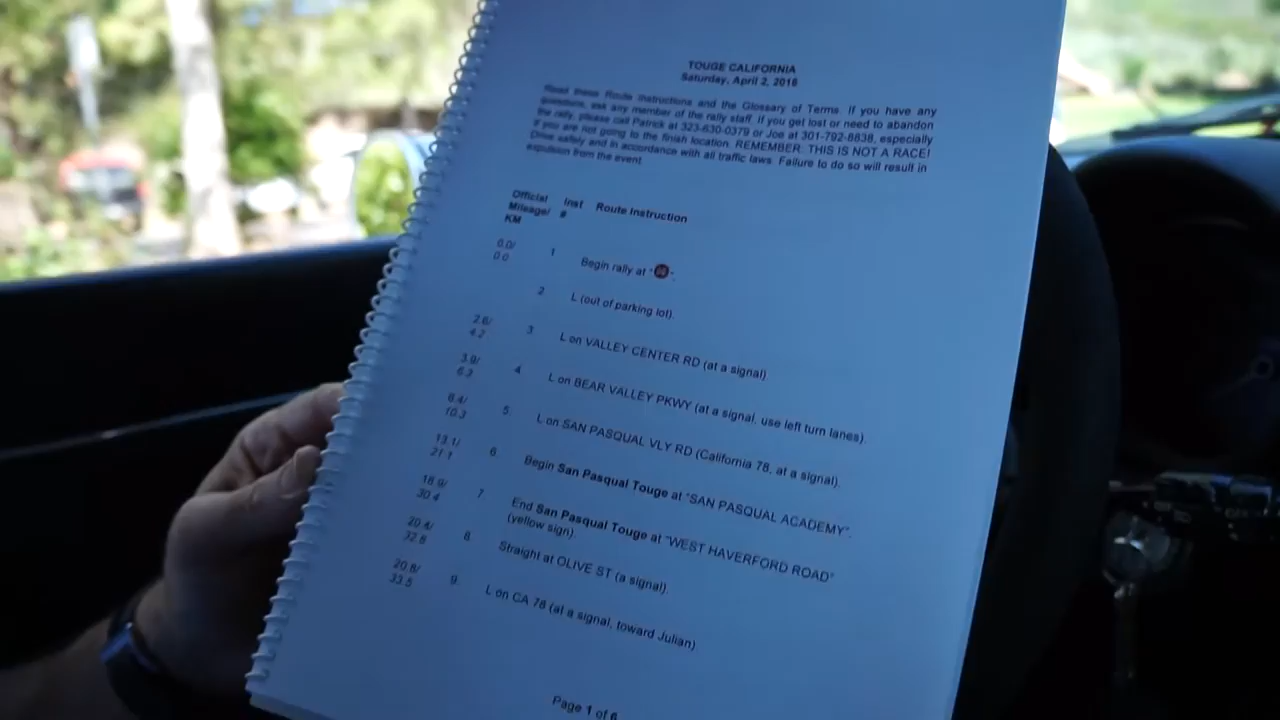 TOUGE CALIFORNIA
Saturday, April 2, 2016
Read these Route Instructions and the Glossary of Terms. If you have any
questions, ask any member of the rally staff. If you get lost or need to abandon
the rally, please call Patrick at 323-630-0379 or Joe at 301-792-8838, especially
if you are not going to the finish location. REMEMBER: THIS IS NOT A RACE!
Drive safely and in accordance with all traffic laws. Failure to do so will result in
expulsion from the event.
Official Mileage/ KM Inst # Route Instruction
0.0/ 0.0 1 Begin rally at "
2. L (out of parking lot).
2.6/ 4.2 3 L on VALLEY CENTER RD (at a signal)
3.9/ 6.3 4 L on BEAR VALLEY PKWY (at a signal, use left turn lanes).
6.4/ 10.3 5. L on SAN PASQUAL VLY RD (California 78, at a signal).
13.1/ 21.1 6. Begin San Pasqual Touge at "SAN PASQUAL ACADEMY".
18.9/ 30.4 7. End San Pasqual Touge at "WEST HAVERFORD ROAD"
(yellow sign).
20.4/ 32.8 8. Straight at OLIVE ST (a signal).
20.8/ 33.5 9. L on CA 78 (at a signal, toward Julian)
Page 1 of 6